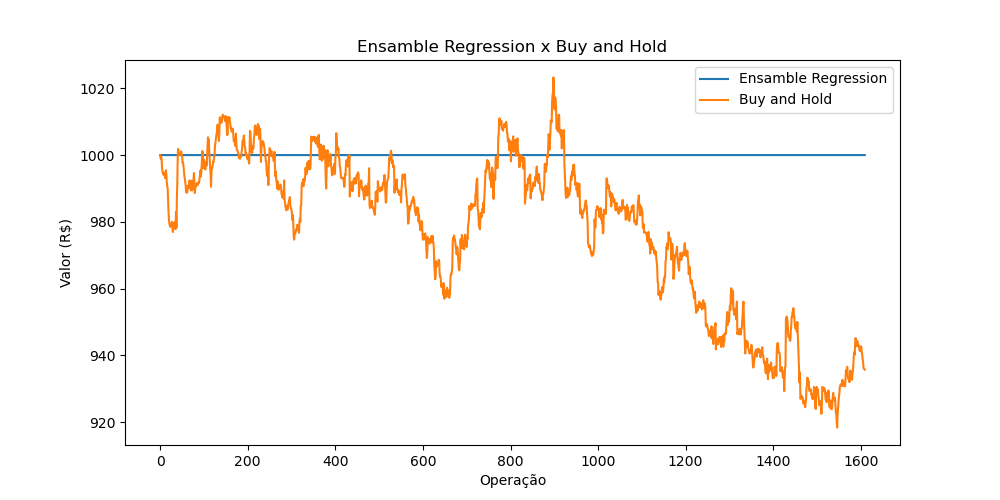 Ensamble Regression x Buy and Hold
Ensamble Regression
Buy and Hold
Valor (R$)
1020
1000
980
960
940
920
0 200 400 600 800 1000 1200 1400 1600
Operação